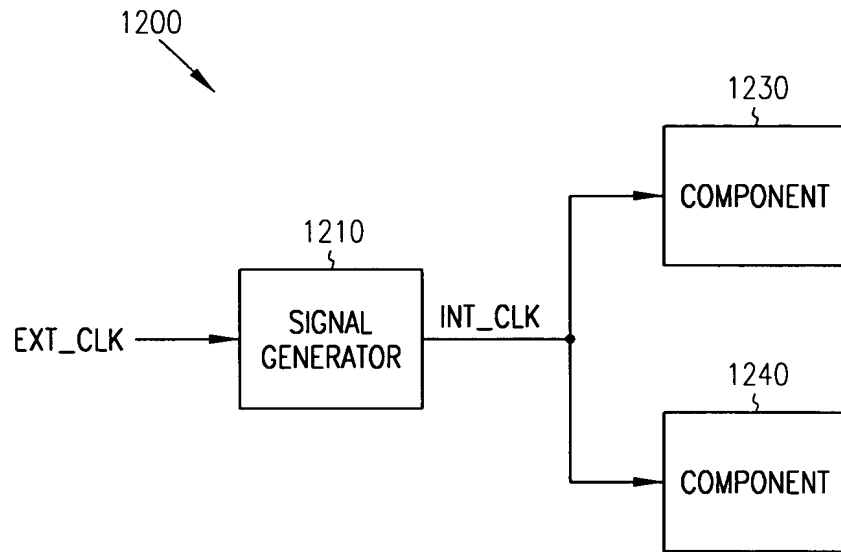 1200
1230
COMPONENT
1210
EXT_CLK
SIGNAL
GENERATOR
INT_CLK
1240
COMPONENT